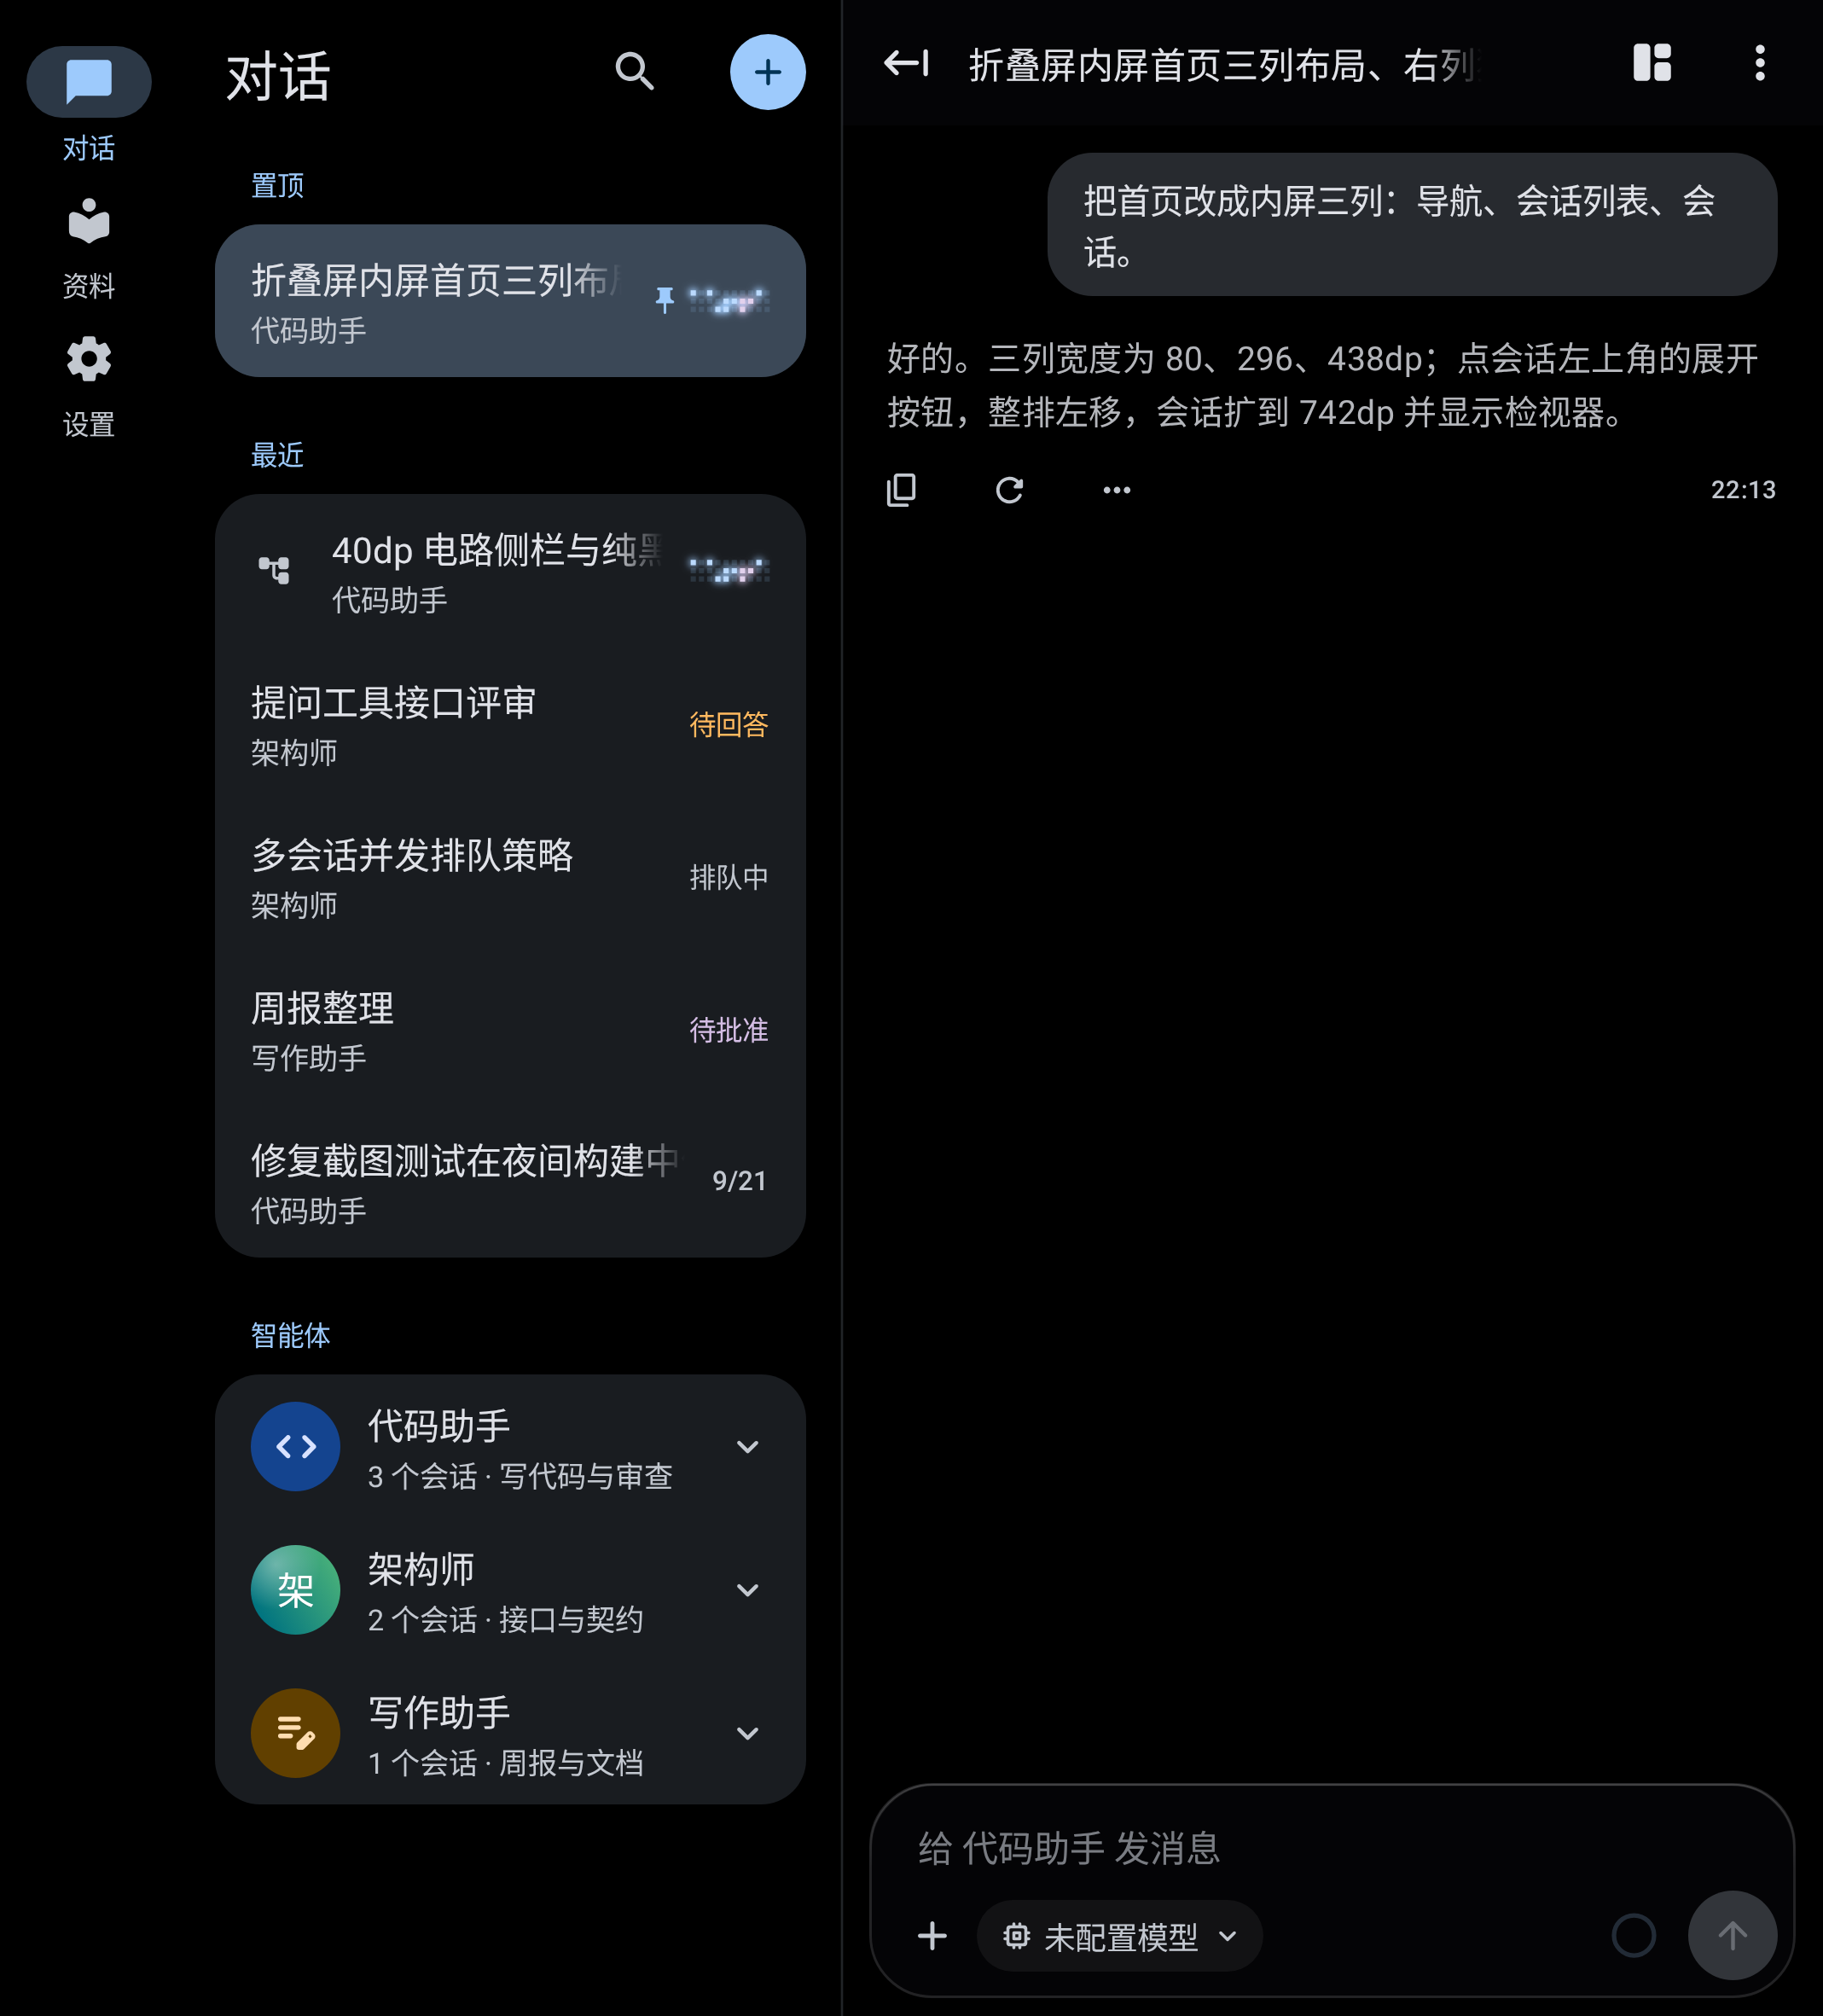 对话
资料
设置
对话
置顶
折叠屏内屏首页三列布
代码助手
最近
40dp 电路侧栏与纯黑
代码助手
提问工具接口评审
架构师
待回答
多会话并发排队策略
架构师
排队中
周报整理
写作助手
待批准
修复截图测试在夜间构建中
代码助手
9/21
智能体
代码助手
3 个会话 · 写代码与审查
架
架构师
2 个会话 · 接口与契约
写作助手
1 个会话 · 周报与文档
折叠屏内屏首页三列布局、右列
把首页改成内屏三列：导航、会话列表、会
话。
好的。三列宽度为 80、296、438dp；点会话左上角的展开
按钮，整排左移，会话扩到 742dp 并显示检视器。
22:13
给 代码助手 发消息
未配置模型